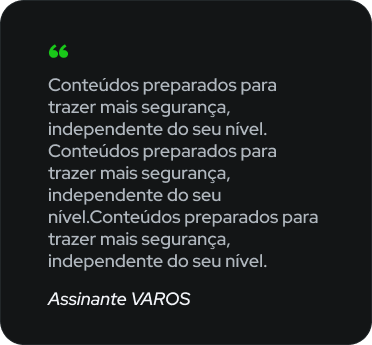 “
Conteúdos preparados para
trazer mais segurança,
independente do seu nível.
Conteúdos preparados para
trazer mais segurança,
independente do seu
nível.Conteúdos preparados para
trazer mais segurança,
independente do seu nível.
Assinante VAROS